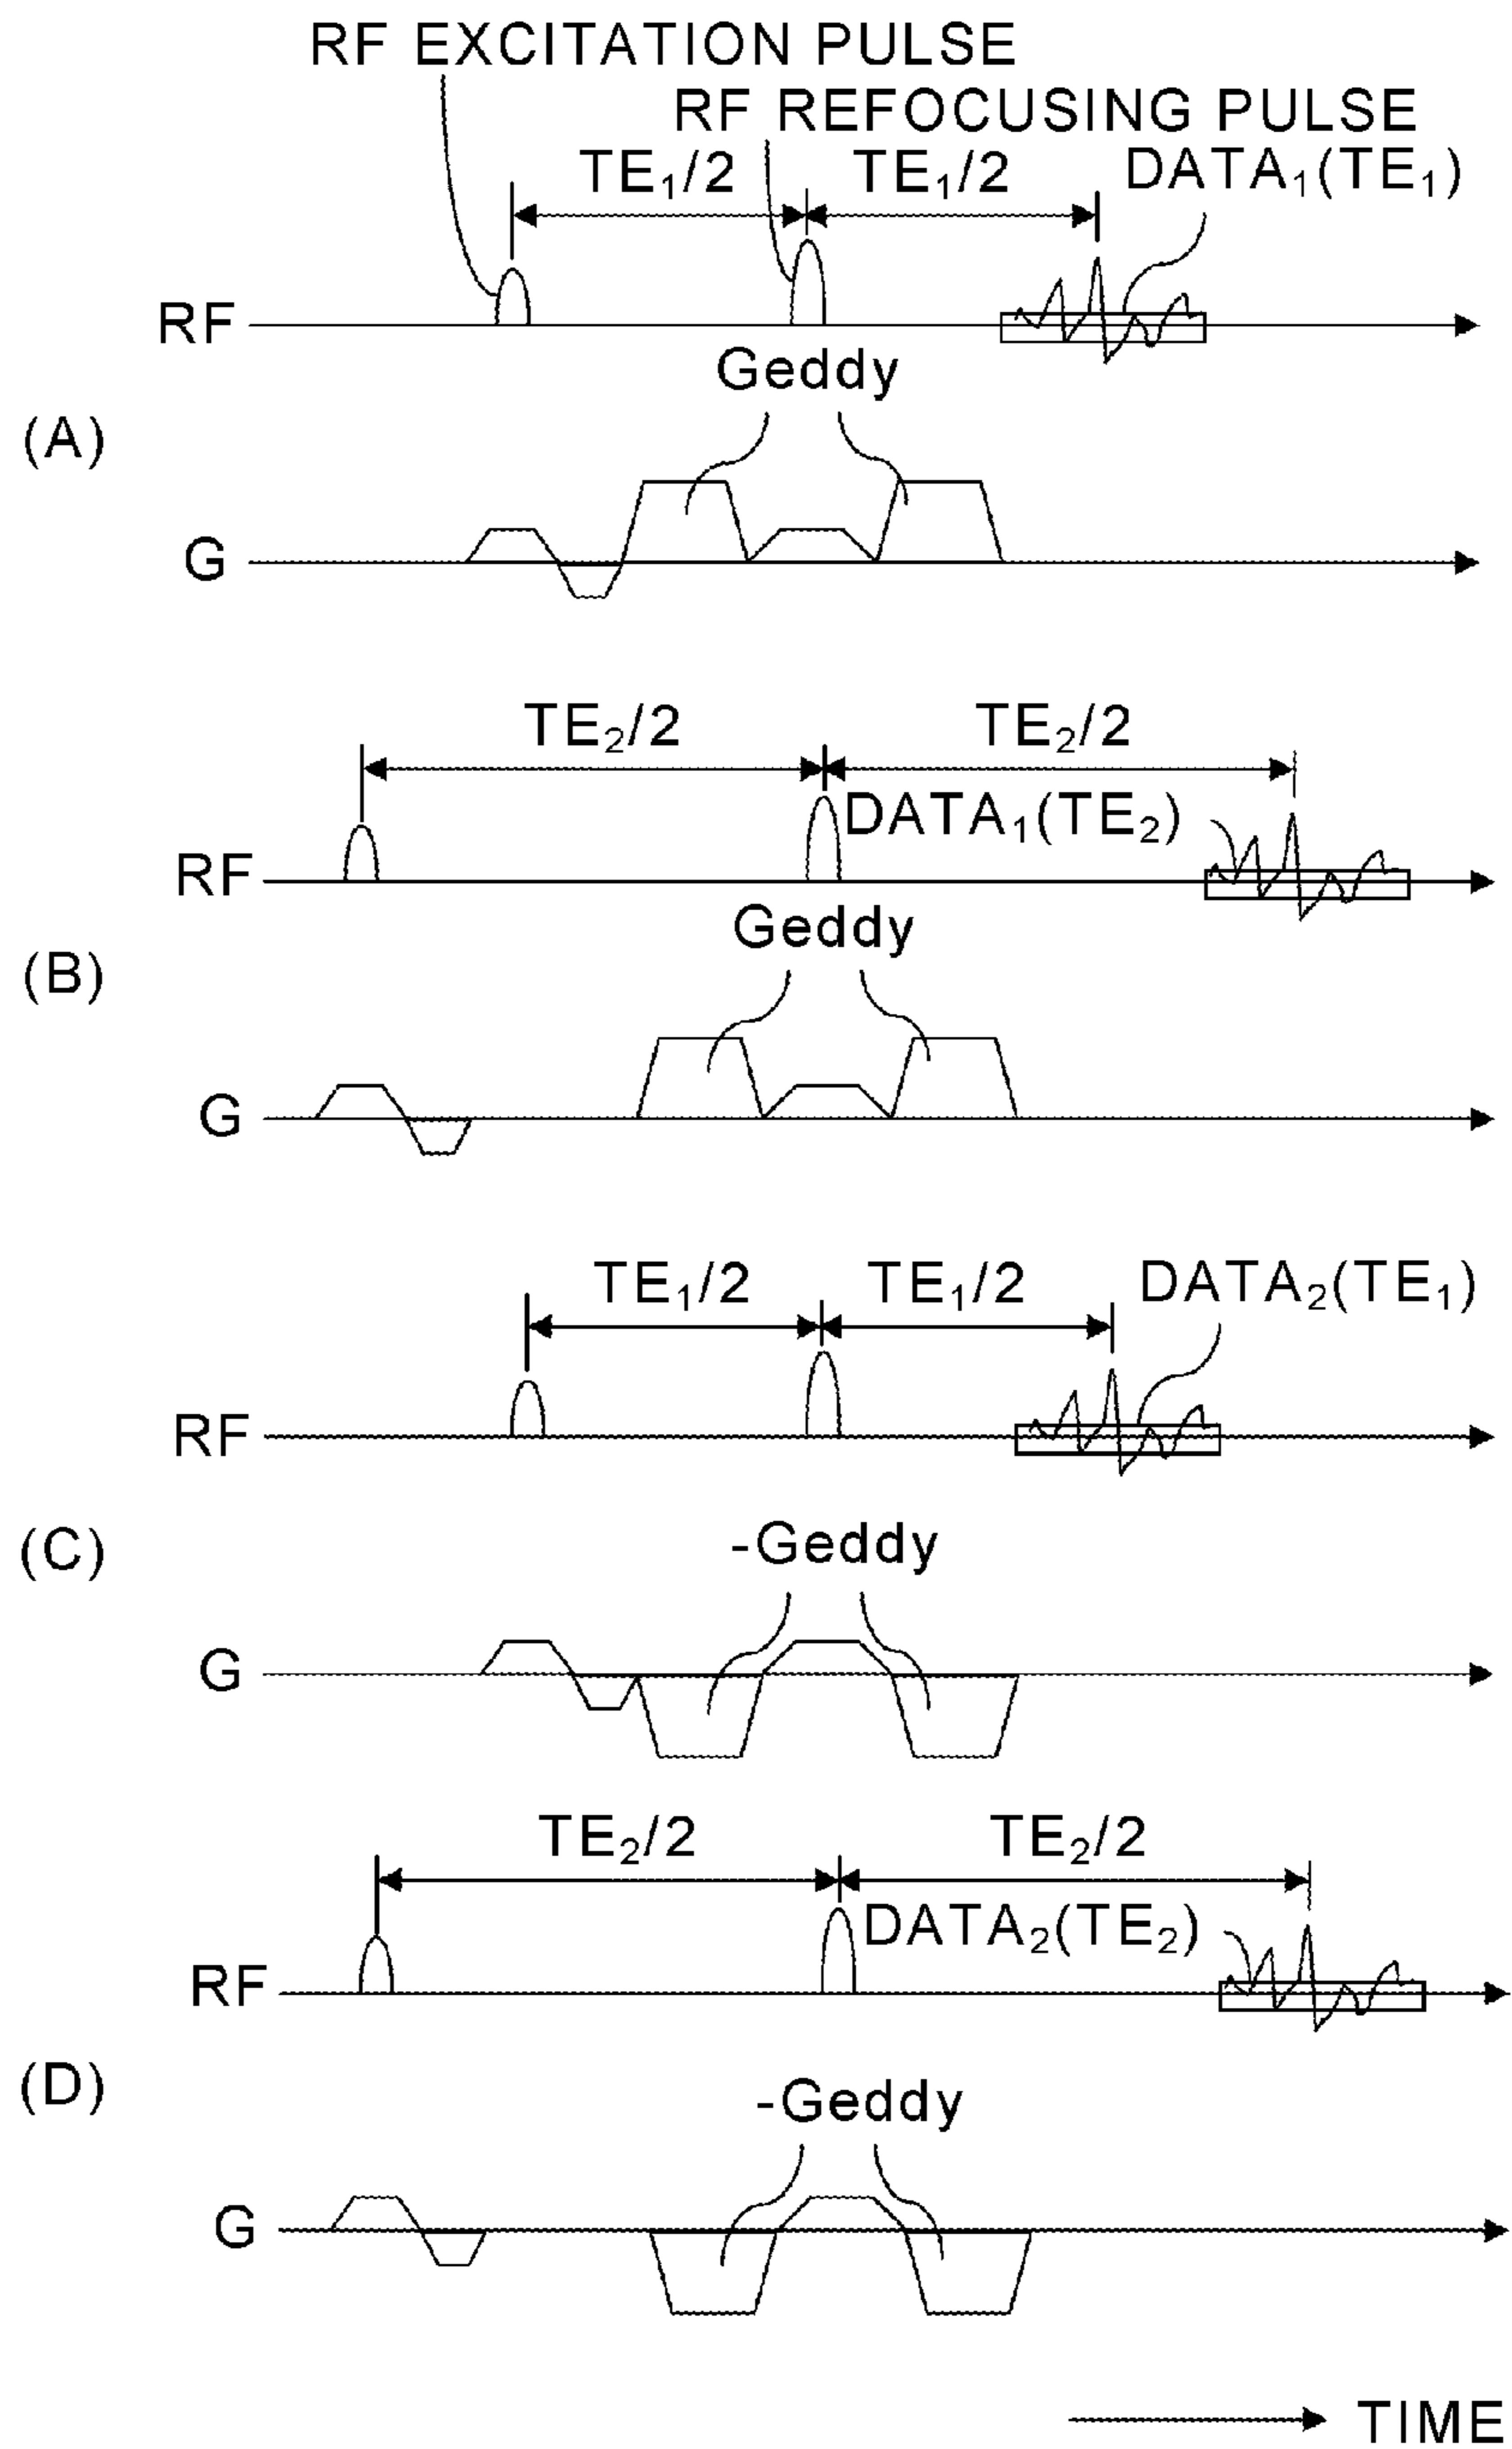 RF EXCITATION PULSE
RF REFOCUSING PULSE
TE₁/2 TE₁/2 DATA₁(TE₁)
RF
Geddy
(A)
G
TE₂/2 TE₂/2
DATA₁(TE₂)
RF
Geddy
(B)
G
TE₁/2 TE₁/2 DATA₂(TE₁)
RF
(C)
-Geddy
G
TE₂/2 TE₂/2
DATA₂(TE₂)
RF
(D)
-Geddy
G
TIME